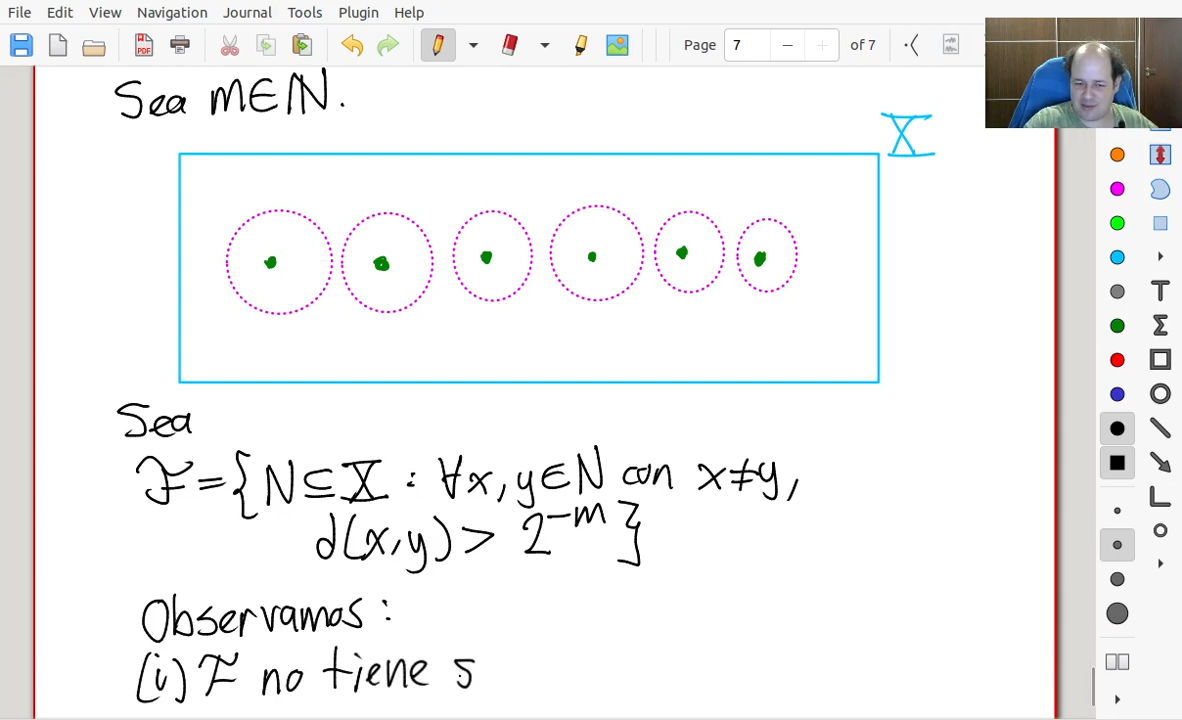 File Edit View Navigation Journal Tools Plugin Help
Page 7 of 7
Sea m∈ℕ.
X
Sea
ℱ={N⊆X : ∀x,y∈N con x≠y,
d(x,y)> 2^{-m}}
Observamos:
(i) ℱ no tiene s